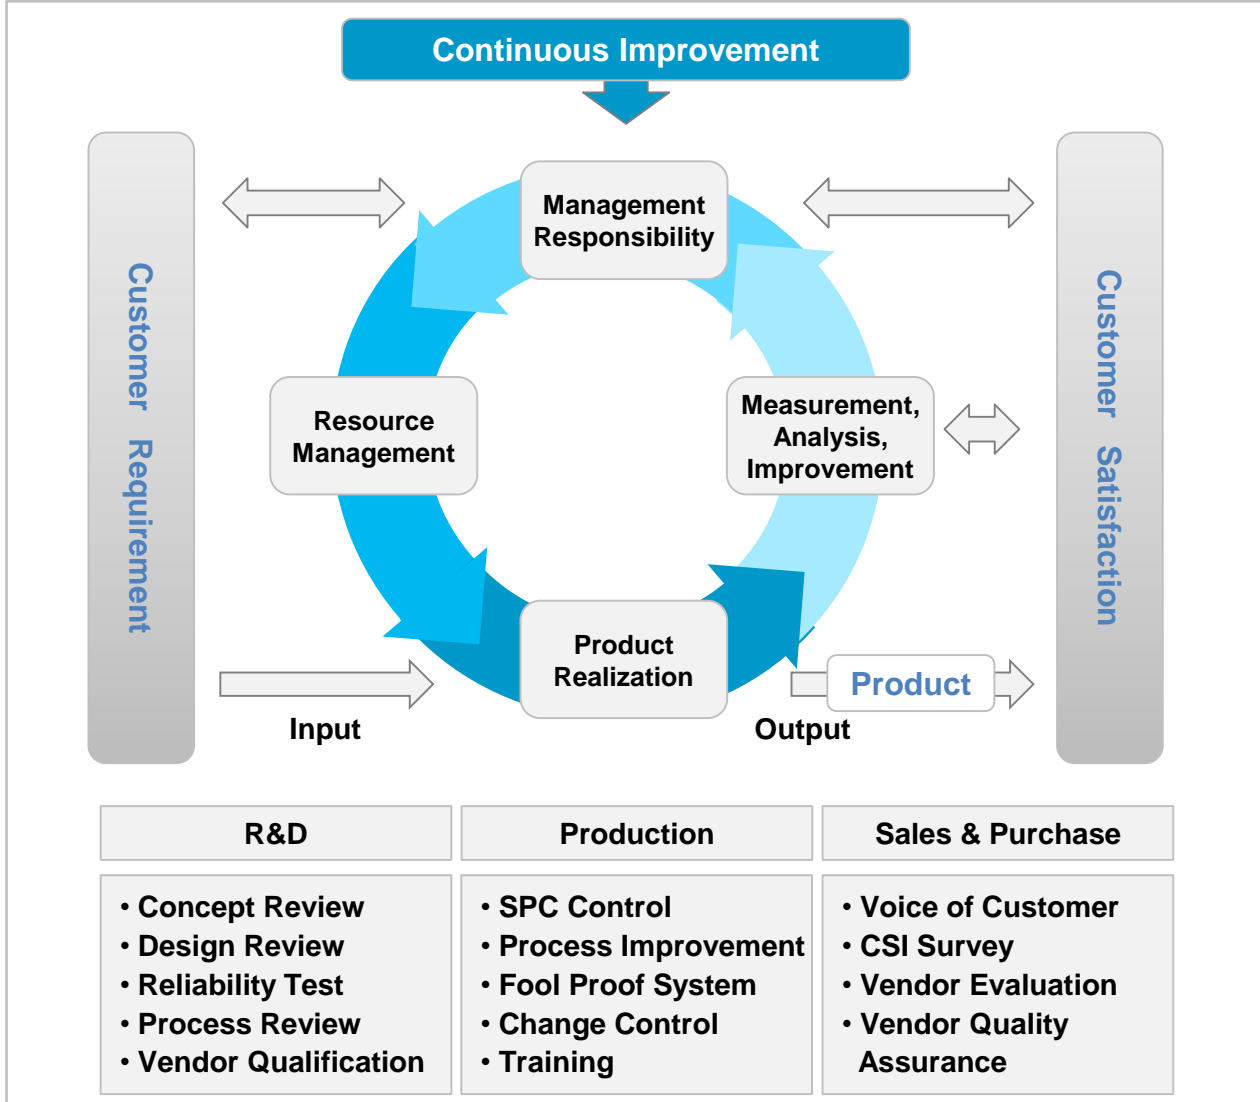 Continuous Improvement
Management
Responsibility
Customer Requirement
Customer Satisfaction
Resource
Management
Measurement,
Analysis,
Improvement
Product
Realization
Product
Input
Output
R&D
• Concept Review
• Design Review
• Reliability Test
• Process Review
• Vendor Qualification
Production
• SPC Control
• Process Improvement
• Fool Proof System
• Change Control
• Training
Sales & Purchase
• Voice of Customer
• CSI Survey
• Vendor Evaluation
• Vendor Quality
Assurance